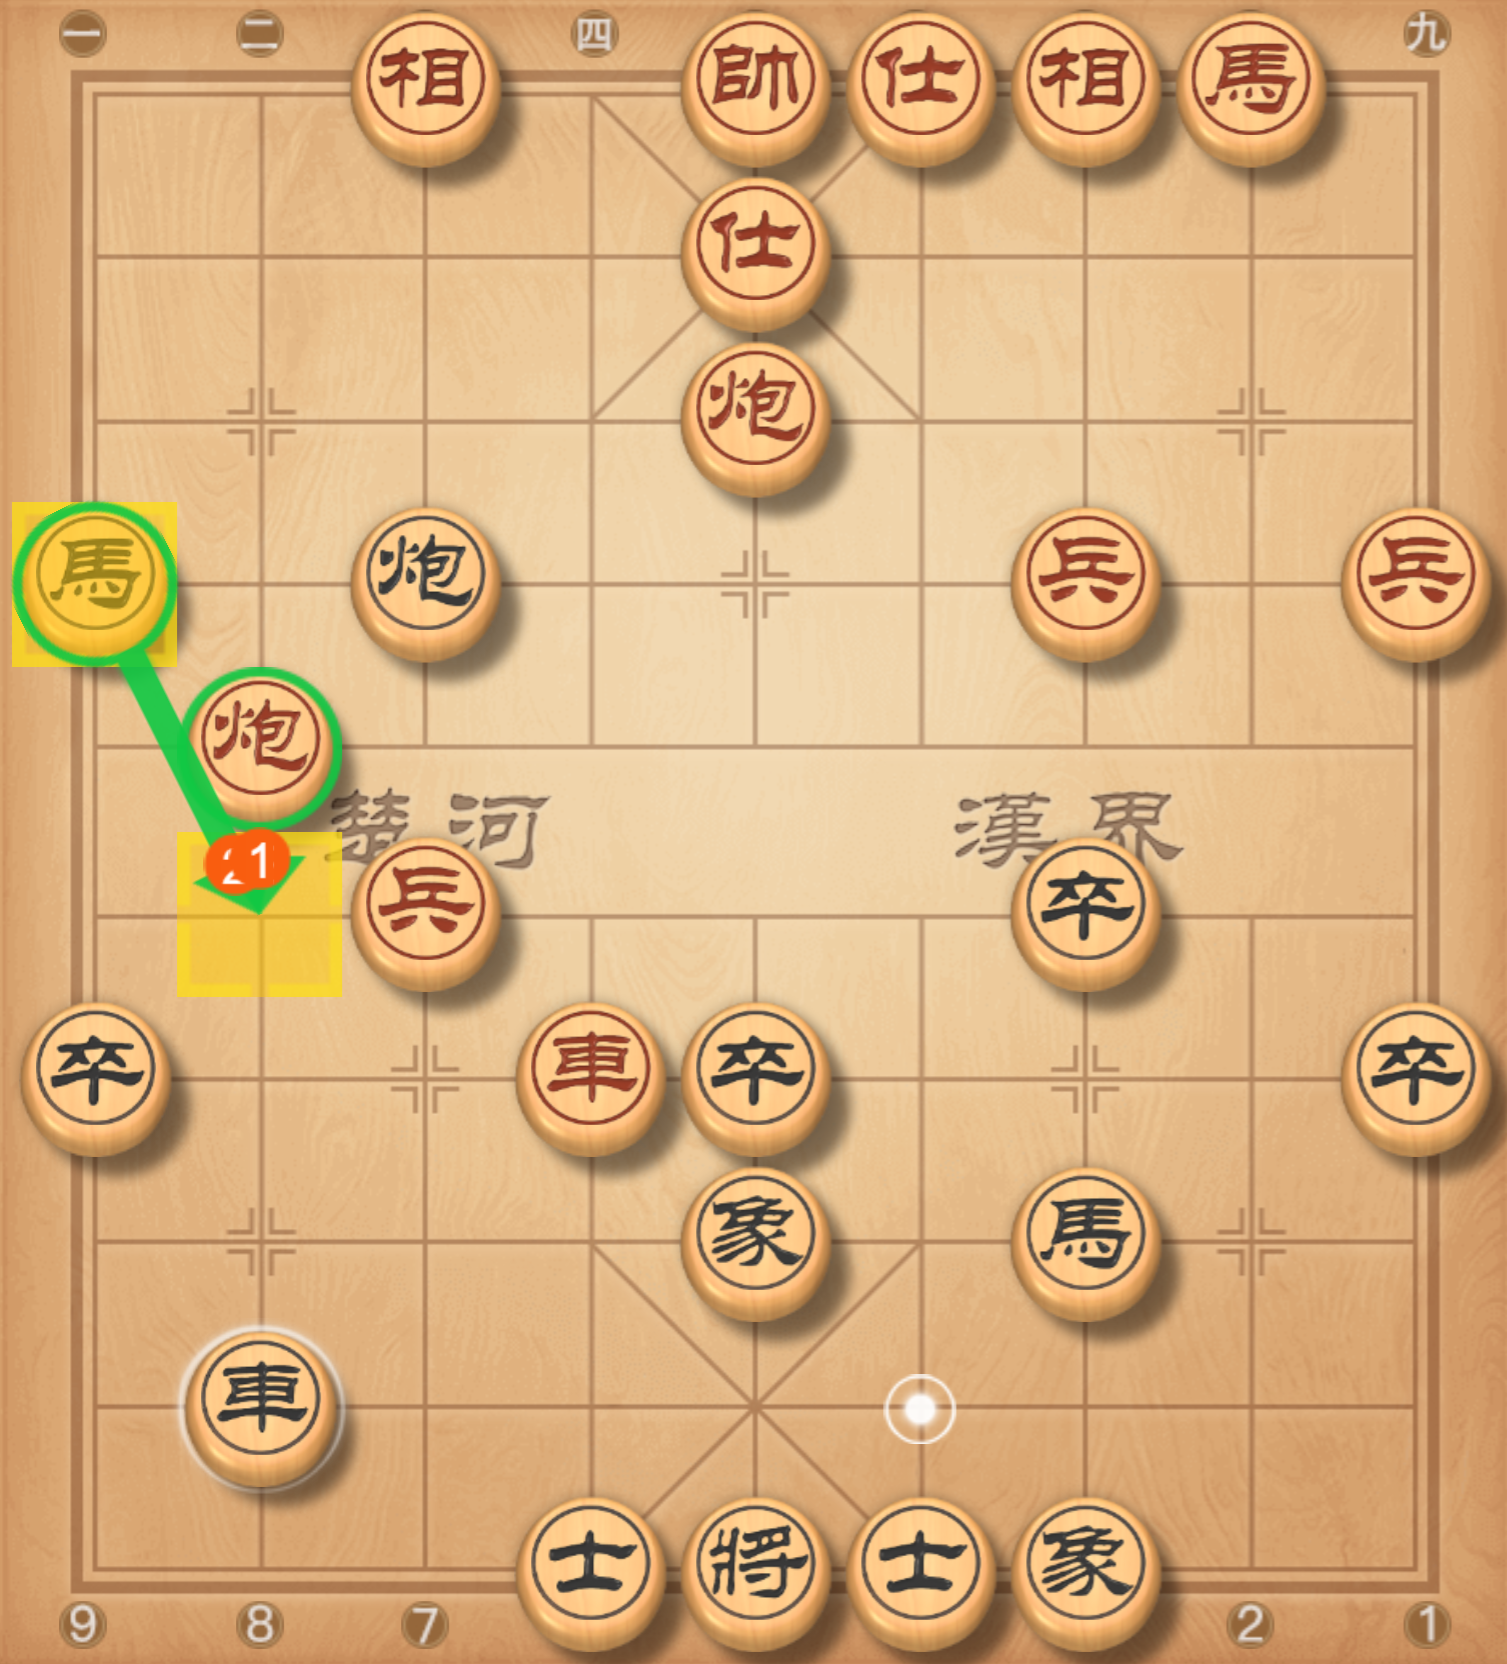 一 二 四 九
相 帥 仕 相 馬
仕
炮
馬 炮 兵 兵
炮
楚河 漢界
1
兵 卒
卒 車 卒 卒
象 馬
車
士 將 士 象
9 8 7 2 1